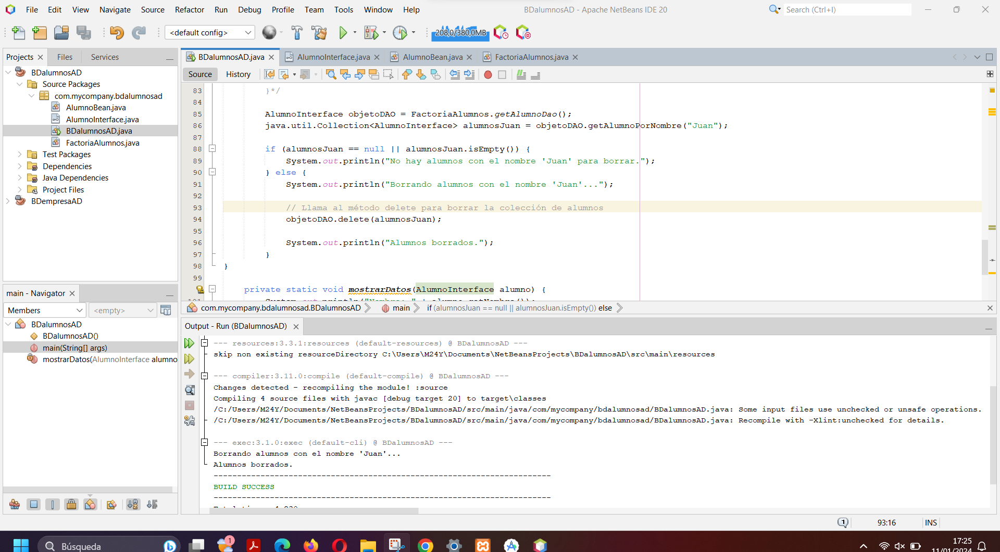 File Edit View Navigate Source Refactor Run Debug Profile Team Tools Window Help
BDalumnosAD - Apache NetBeans IDE 20
Search (Ctrl+I)
<default config>
208,0/380,0MB
Projects
Files
Services
BDalumnosAD
Source Packages
com.mycompany.bdalumnosad
AlumnoBean.java
AlumnoInterface.java
BDalumnosAD.java
FactoriaAlumnos.java
Test Packages
Dependencies
Java Dependencies
Project Files
BDempresaAD
main - Navigator
Members
<empty>
BDalumnosAD
BDalumnosAD()
main(String[] args)
mostrarDatos(AlumnoInterface alumno
BDalumnosAD.java
AlumnoInterface.java
AlumnoBean.java
FactoriaAlumnos.java
Source
History
83 }*/
84
85 AlumnoInterface objetoDAO = FactoriaAlumnos.getAlumnoDao();
86 java.util.Collection<AlumnoInterface> alumnosJuan = objetoDAO.getAlumnoPorNombre("Juan");
87
88 if (alumnosJuan == null || alumnosJuan.isEmpty()) {
89 System.out.println("No hay alumnos con el nombre 'Juan' para borrar.");
90 } else {
91 System.out.println("Borrando alumnos con el nombre 'Juan'...");
92
93 // Llama al método delete para borrar la colección de alumnos
94 objetoDAO.delete(alumnosJuan);
95
96 System.out.println("Alumnos borrados.");
97 }
98 }
99
private static void mostrarDatos(AlumnoInterface alumno) {
com.mycompany.bdalumnosad.BDalumnosAD
main
if (alumnosJuan == null || alumnosJuan.isEmpty()) else
Output - Run (BDalumnosAD)
--- resources:3.3.1:resources (default-resources) @ BDalumnosAD ---
skip non existing resourceDirectory C:\Users\M24Y\Documents\NetBeansProjects\BDalumnosAD\src\main\resources
--- compiler:3.11.0:compile (default-compile) @ BDalumnosAD ---
Changes detected - recompiling the module! :source
Compiling 4 source files with javac [debug target 20] to target\classes
/C:/Users/M24Y/Documents/NetBeansProjects/BDalumnosAD/src/main/java/com/mycompany/bdalumnosad/BDalumnosAD.java: Some input files use unchecked or unsafe operations.
/C:/Users/M24Y/Documents/NetBeansProjects/BDalumnosAD/src/main/java/com/mycompany/bdalumnosad/BDalumnosAD.java: Recompile with -Xlint:unchecked for details.
--- exec:3.1.0:exec (default-cli) @ BDalumnosAD ---
Borrando alumnos con el nombre 'Juan'...
Alumnos borrados.
------------------------------------------------------------------------
BUILD SUCCESS
------------------------------------------------------------------------
1
93:16
INS
Búsqueda
1
17:25
11/01/2024